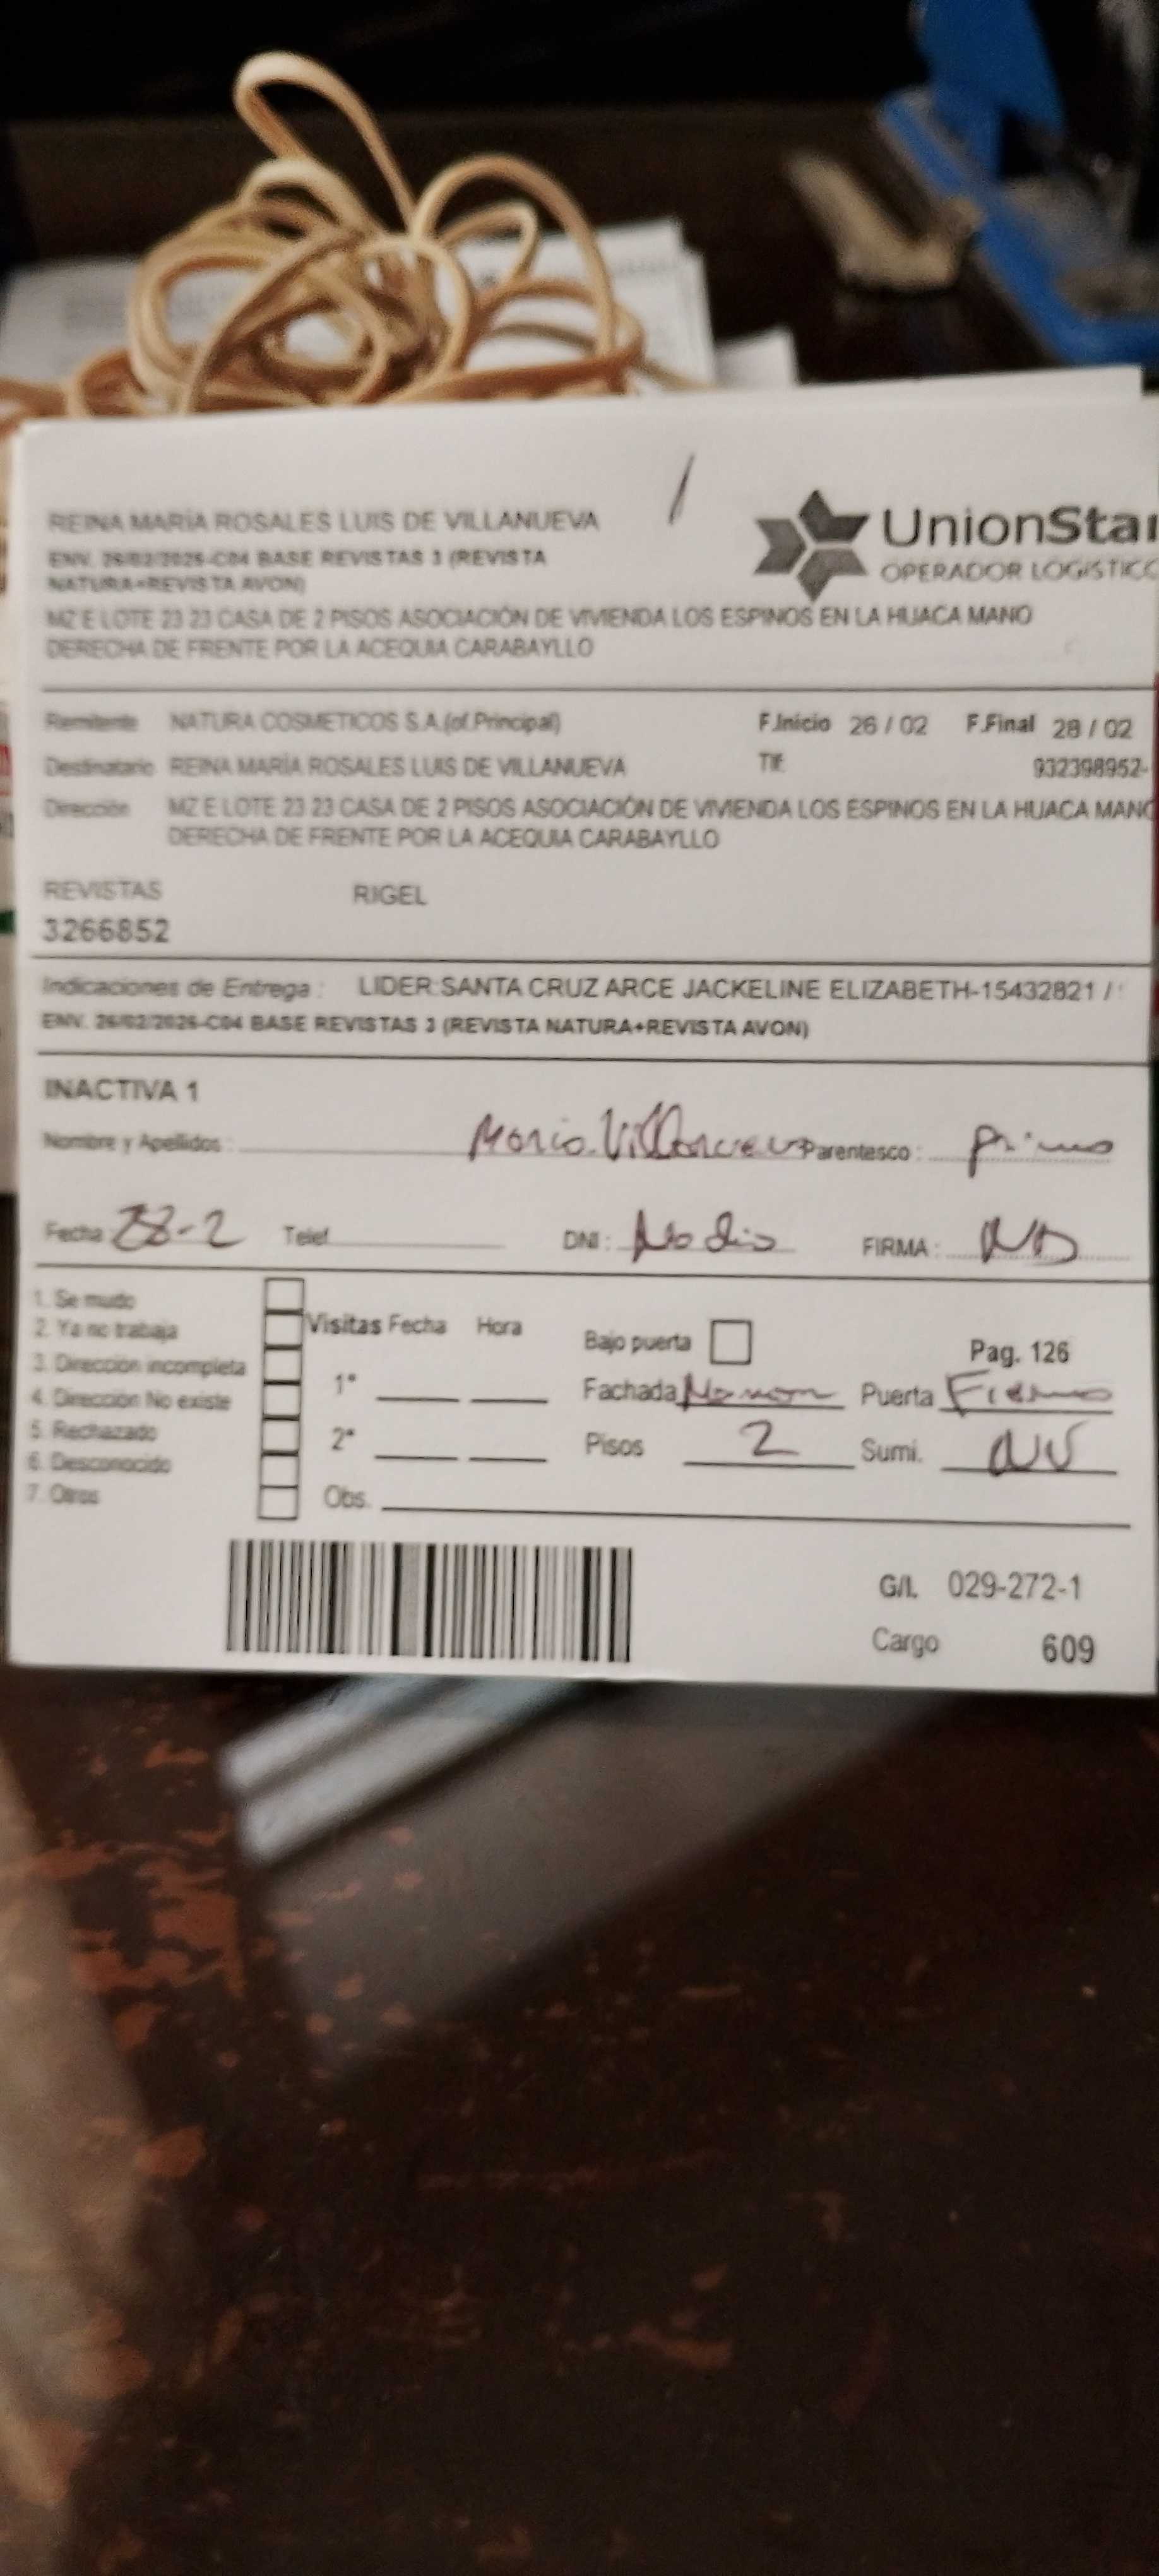 REINA MARÍA ROSALES LUIS DE VILLANUEVA
UnionStar
OPERADOR LOGÍSTICO
ENV. 26/02/2026-C04 BASE REVISTAS 3 (REVISTA
NATURA+REVISTA AVON)
MZ E LOTE 23 23 CASA DE 2 PISOS ASOCIACIÓN DE VIVIENDA LOS ESPINOS EN LA HUACA MANO
DERECHA DE FRENTE POR LA ACEQUIA CARABAYLLO
Remitente NATURA COSMETICOS S.A.(of.Principal) F.Inicio 26 / 02 F.Final 28 / 02
Destinatario REINA MARÍA ROSALES LUIS DE VILLANUEVA Tlf. 932398952-
Dirección MZ E LOTE 23 23 CASA DE 2 PISOS ASOCIACIÓN DE VIVIENDA LOS ESPINOS EN LA HUACA MANO
DERECHA DE FRENTE POR LA ACEQUIA CARABAYLLO
REVISTAS RIGEL
3266852
Indicaciones de Entrega : LIDER:SANTA CRUZ ARCE JACKELINE ELIZABETH-15432821 /
ENV. 26/02/2026-C04 BASE REVISTAS 3 (REVISTA NATURA+REVISTA AVON)
INACTIVA 1
Nombre y Apellidos : Villanueva Parentesco : primo
Fecha 28-2 Telef. DNI : No dio FIRMA :
1. Se mudo
2. Ya no trabaja
3. Dirección incompleta
4. Dirección No existe
5. Rechazado
6. Desconocido
7. Otros
Visitas Fecha Hora
1°
2°
Obs.
Bajo puerta Pag. 126
Fachada Puerta Fierro
Pisos 2 Sumi.
G/I. 029-272-1
Cargo 609